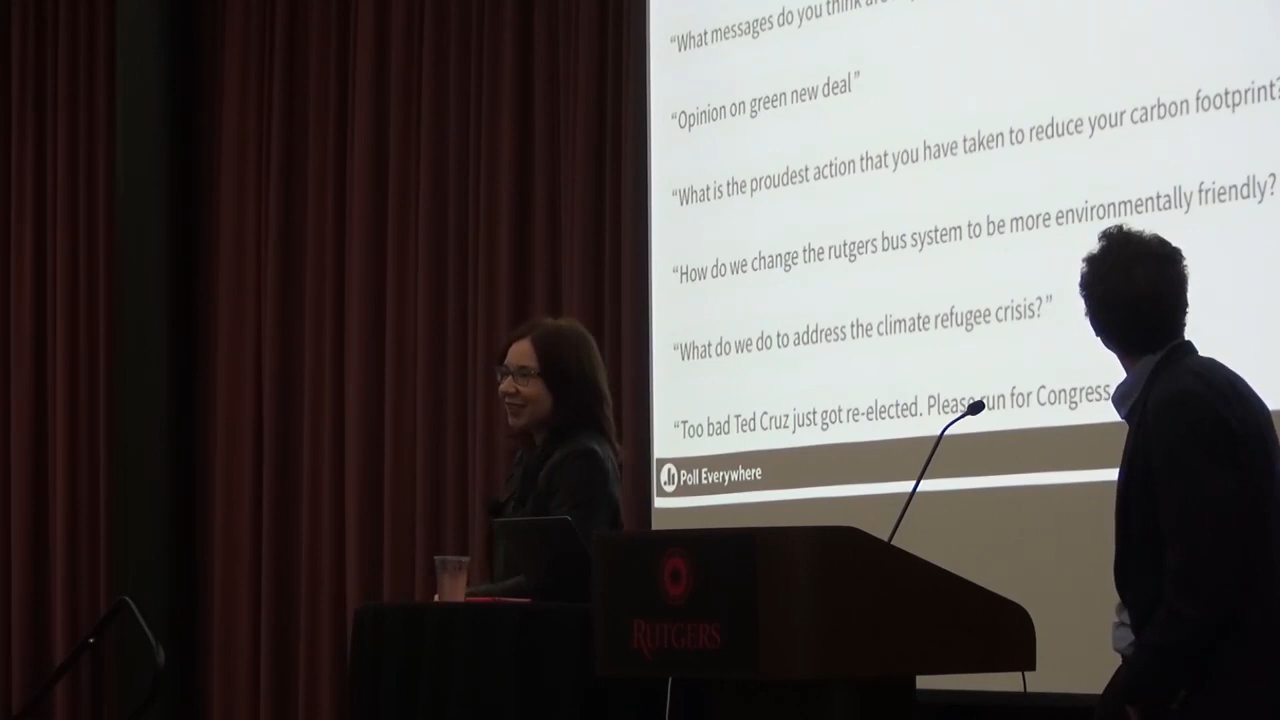 “What messages do you think
“Opinion on green new deal”
“What is the proudest action that you have taken to reduce your carbon footprint?
“How do we change the rutgers bus system to be more environmentally friendly?
“What do we do to address the climate refugee crisis?”
“Too bad Ted Cruz just got re-elected. Please run for Congress
Poll Everywhere
RUTGERS